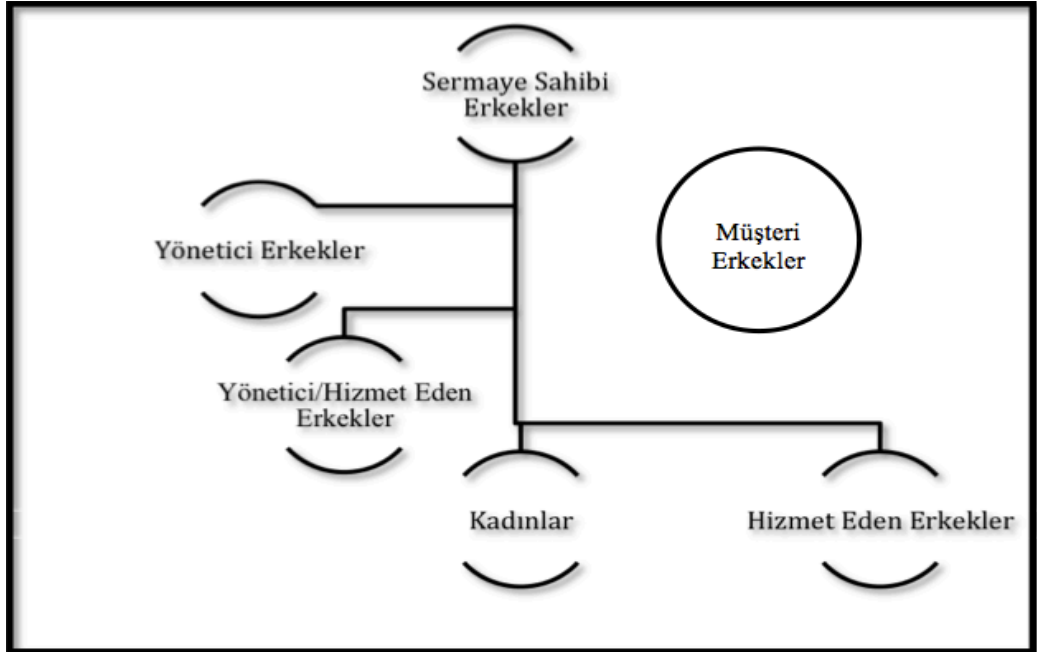 Sermaye Sahibi
Erkekler
Müşteri
Erkekler
Yönetici Erkekler
Yönetici/Hizmet Eden
Erkekler
Kadınlar
Hizmet Eden Erkekler